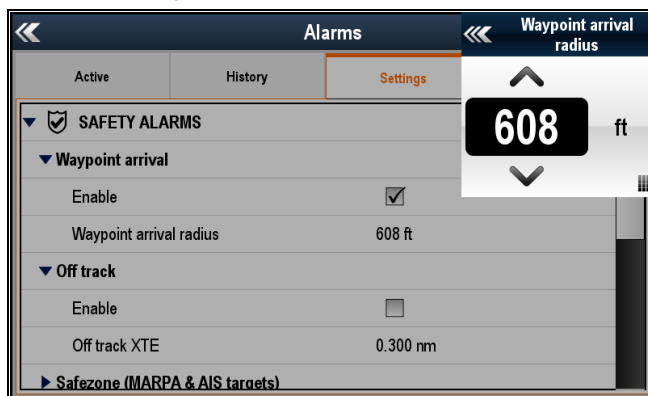 Alarms
Waypoint arrival
radius
Active History Settings
608 ft
SAFETY ALARMS
Waypoint arrival
Enable
Waypoint arrival radius 608 ft
Off track
Enable
Off track XTE 0.300 nm
Safezone (MARPA & AIS targets)